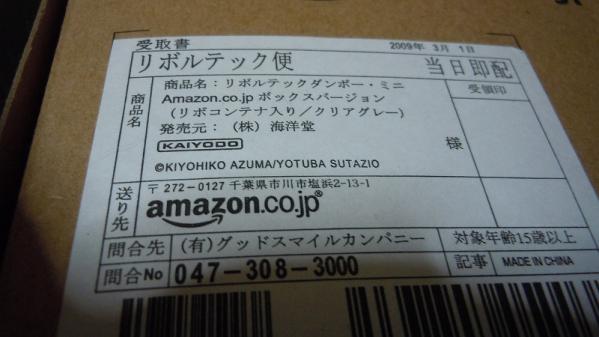 受取書
2009年 3月 1日
リボルテック便
当日即配
商品名
商品名：リボルテックダンボー・ミニ
Amazon.co.jp ボックスバージョン
（リボコンテナ入り／クリアグレー）
発売元：（株）海洋堂
KAIYODO
©KIYOHIKO AZUMA/YOTUBA SUTAZIO
様
受領印
送り先
〒272-0127 千葉県市川市塩浜2-13-1
amazon.co.jp®
問合先
（有）グッドスマイルカンパニー
対象年齢15歳以上
問合No
047-308-3000
記事
MADE IN CHINA